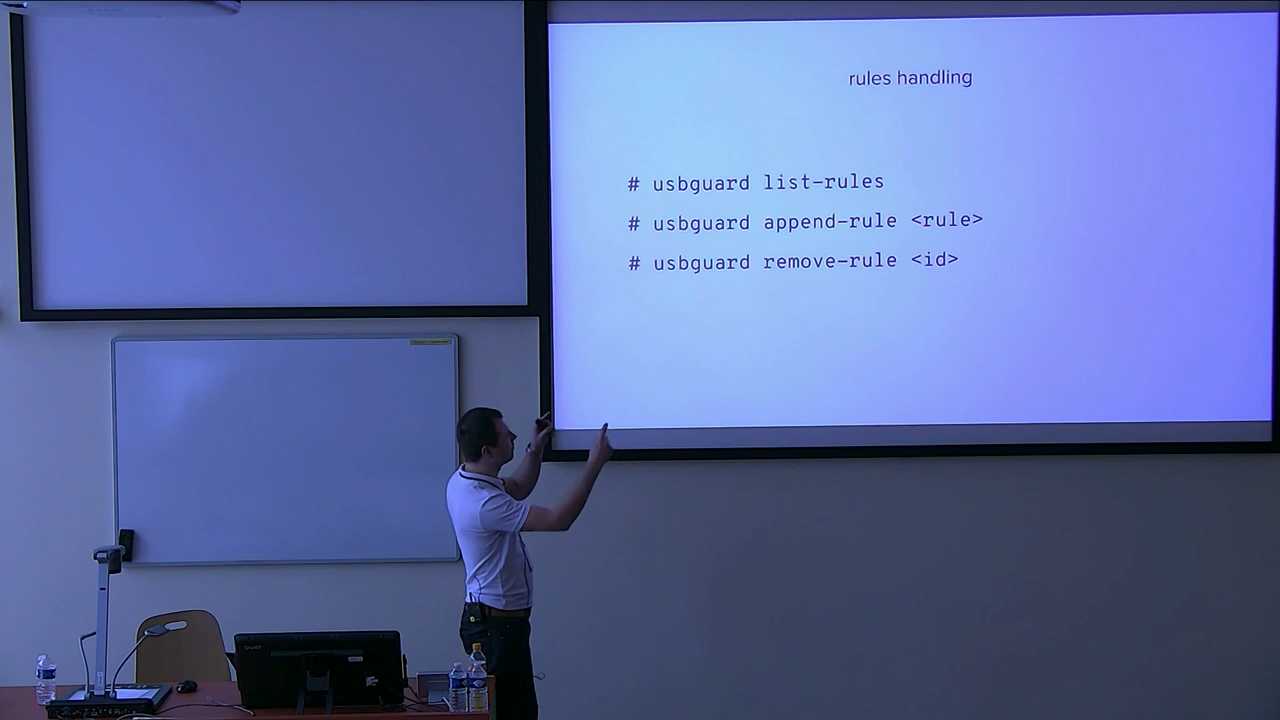 rules handling
# usbguard list-rules
# usbguard append-rule <rule>
# usbguard remove-rule <id>